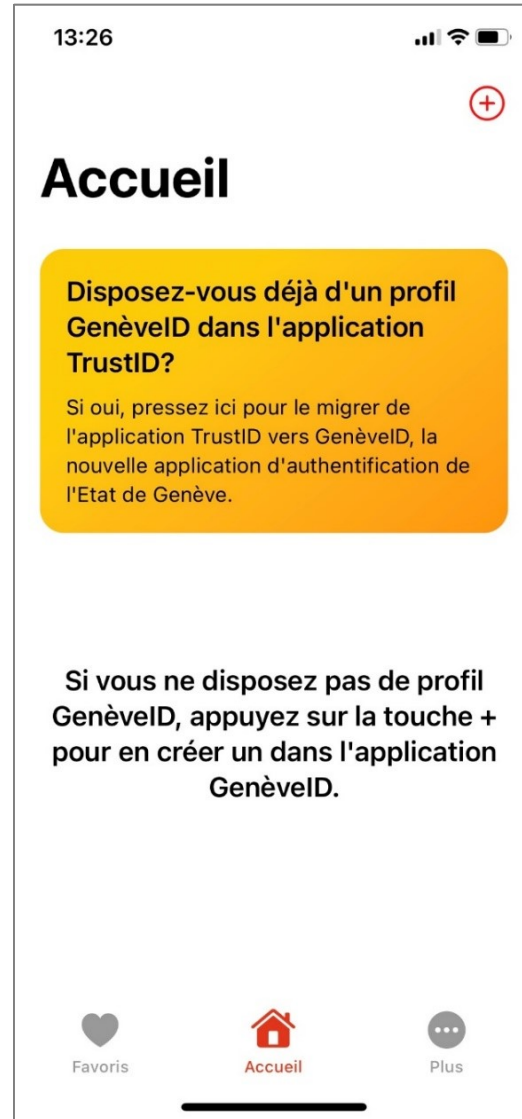 13:26
Accueil
Disposez-vous déjà d'un profil
GenèveID dans l'application
TrustID?
Si oui, pressez ici pour le migrer de
l'application TrustID vers GenèveID, la
nouvelle application d'authentification de
l'Etat de Genève.
Si vous ne disposez pas de profil
GenèveID, appuyez sur la touche +
pour en créer un dans l'application
GenèveID.
Favoris Accueil Plus